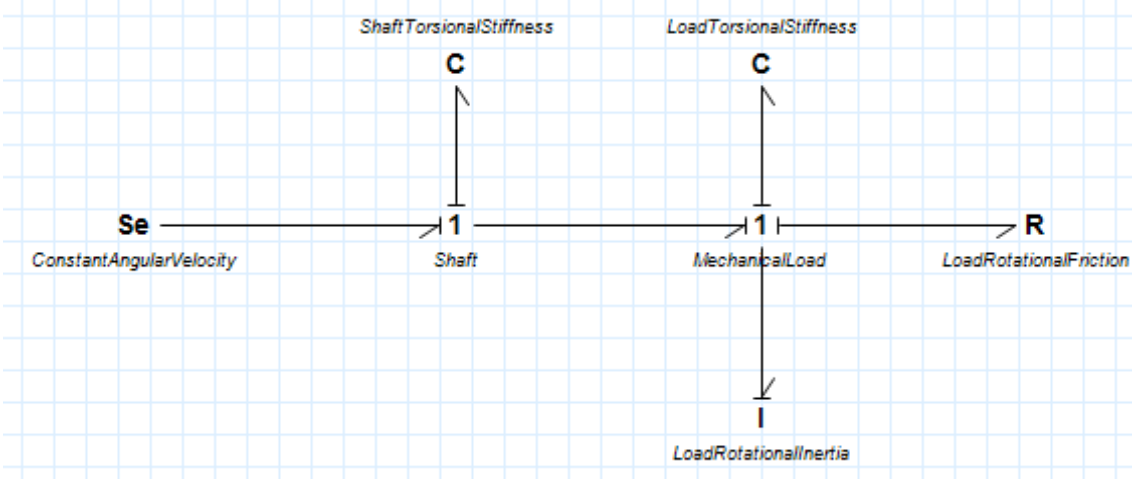 ShaftTorsionalStiffness LoadTorsionalStiffness
C C
Se 1 1 R
ConstantAngularVelocity Shaft MechanicalLoad LoadRotationalFriction
I
LoadRotationalInertia